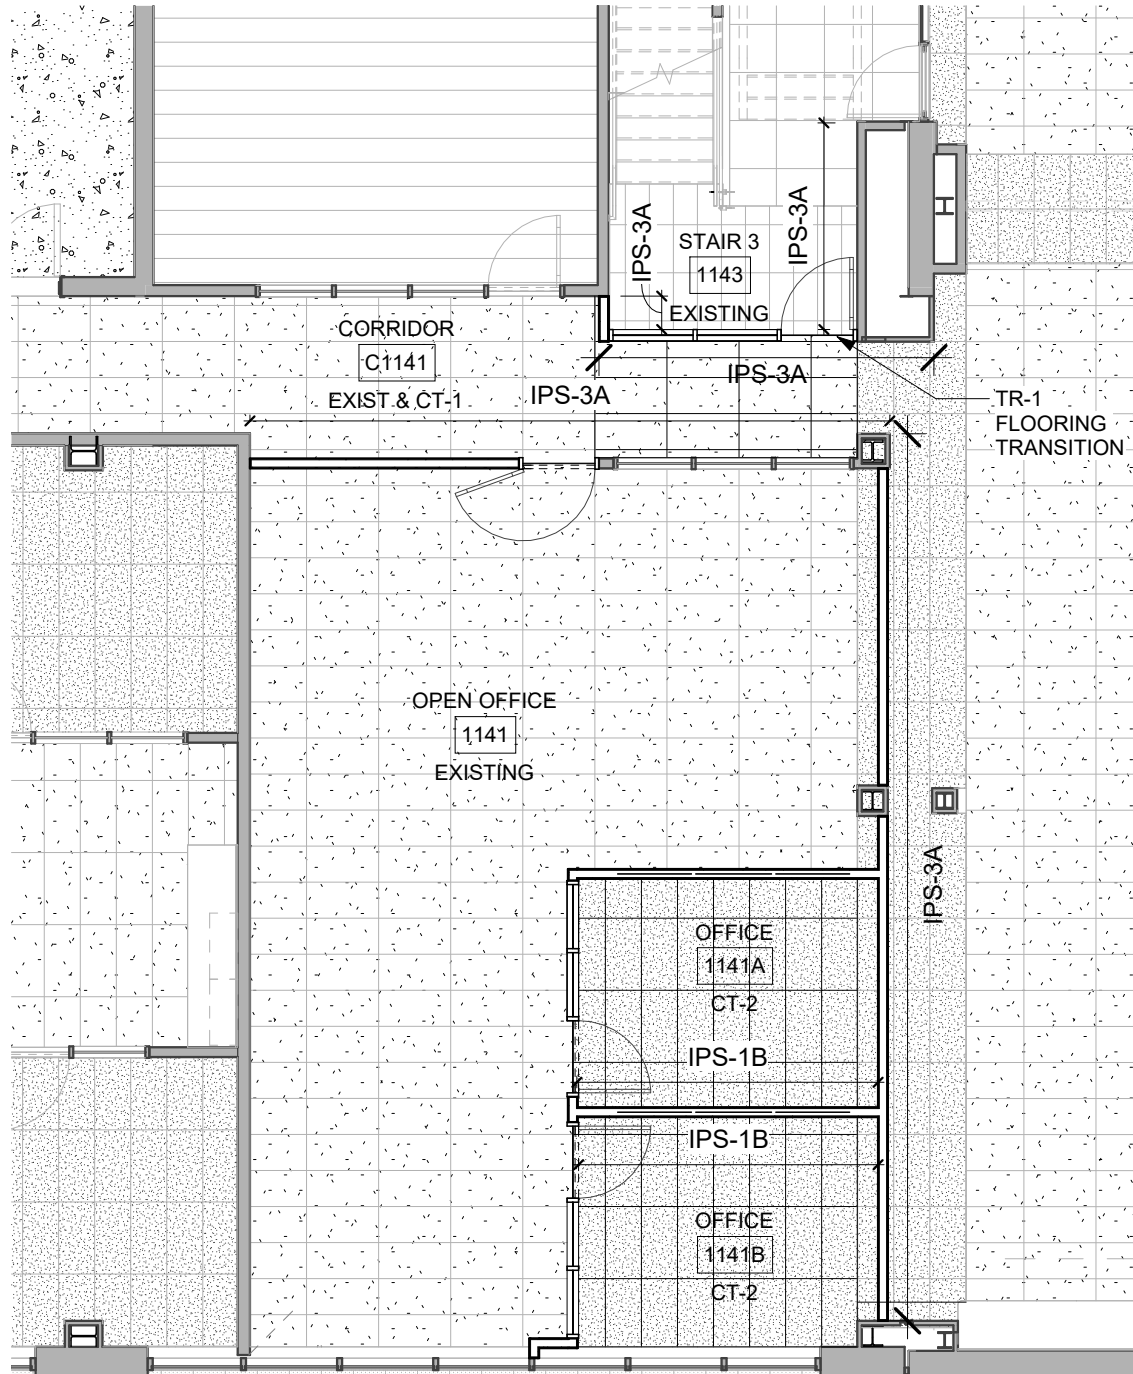 IPS-3A
IPS-3A
STAIR 3
1143
EXISTING
CORRIDOR
C1141
EXIST & CT-1
IPS-3A
IPS-3A
TR-1
FLOORING
TRANSITION
OPEN OFFICE
1141
EXISTING
IPS-3A
OFFICE
1141A
CT-2
IPS-1B
IPS-1B
OFFICE
1141B
CT-2